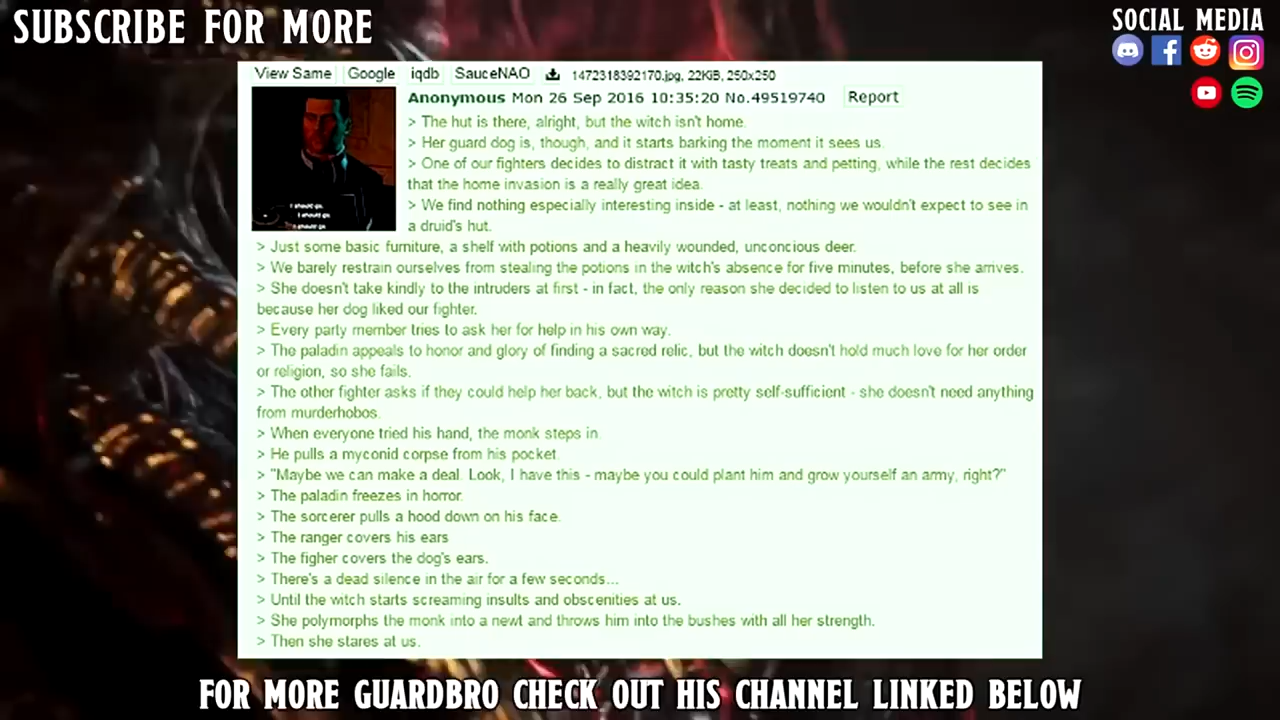 SUBSCRIBE FOR MORE
SOCIAL MEDIA
View Same Google iqdb SauceNAO 1472318392170.jpg, 22KiB, 250x250
Anonymous Mon 26 Sep 2016 10:35:20 No.49519740 Report
> The hut is there, alright, but the witch isn't home.
> Her guard dog is, though, and it starts barking the moment it sees us.
> One of our fighters decides to distract it with tasty treats and petting, while the rest decides
that the home invasion is a really great idea.
> We find nothing especially interesting inside - at least, nothing we wouldn't expect to see in
a druid's hut.
> Just some basic furniture, a shelf with potions and a heavily wounded, unconcious deer.
> We barely restrain ourselves from stealing the potions in the witch's absence for five minutes, before she arrives.
> She doesn't take kindly to the intruders at first - in fact, the only reason she decided to listen to us at all is
because her dog liked our fighter.
> Every party member tries to ask her for help in his own way.
> The paladin appeals to honor and glory of finding a sacred relic, but the witch doesn't hold much love for her order
or religion, so she fails.
> The other fighter asks if they could help her back, but the witch is pretty self-sufficient - she doesn't need anything
from murderhobos.
> When everyone tried his hand, the monk steps in.
> He pulls a myconid corpse from his pocket.
> "Maybe we can make a deal. Look, I have this - maybe you could plant him and grow yourself an army, right?"
> The paladin freezes in horror.
> The sorcerer pulls a hood down on his face.
> The ranger covers his ears
> The figher covers the dog's ears.
> There's a dead silence in the air for a few seconds...
> Until the witch starts screaming insults and obscenities at us.
> She polymorphs the monk into a newt and throws him into the bushes with all her strength.
> Then she stares at us.
I should go.
I should go.
I should go.
FOR MORE GUARDBRO CHECK OUT HIS CHANNEL LINKED BELOW